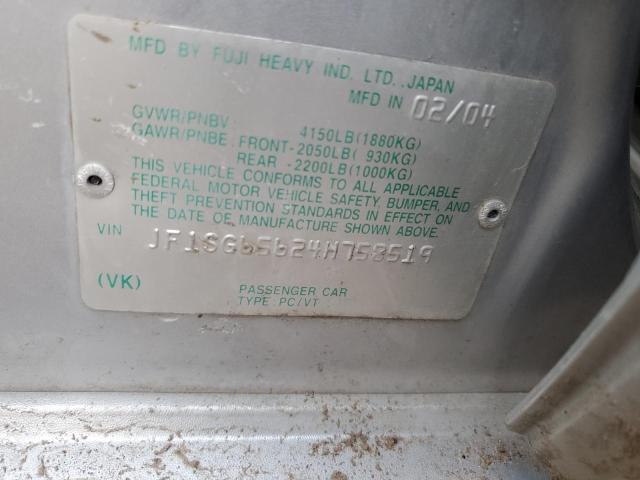 MFD BY FUJI HEAVY IND. LTD., JAPAN
MFD IN 02/04
GVWR/PNBV : 4150LB(1880KG)
GAWR/PNBE : FRONT-2050LB( 930KG)
REAR -2200LB(1000KG)
THIS VEHICLE CONFORMS TO ALL APPLICABLE
FEDERAL MOTOR VEHICLE SAFETY, BUMPER, AND
THEFT PREVENTION STANDARDS IN EFFECT ON
THE DATE OF MANUFACTURE SHOWN ABOVE.
VIN JF1SG65624H758519
(VK) PASSENGER CAR
TYPE : PC/VT